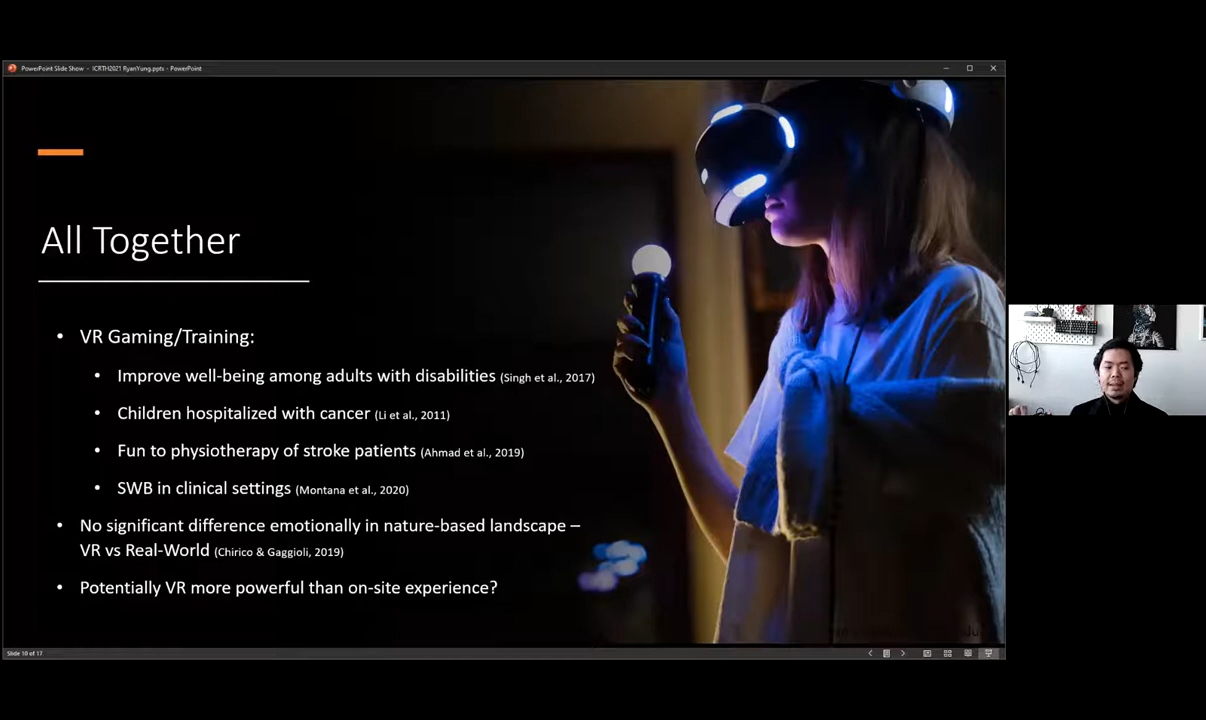 PowerPoint Slide Show - ICRTH2021 RyanYung.ppts - PowerPoint
All Together
• VR Gaming/Training:
• Improve well-being among adults with disabilities (Singh et al., 2017)
• Children hospitalized with cancer (Li et al., 2011)
• Fun to physiotherapy of stroke patients (Ahmad et al., 2019)
• SWB in clinical settings (Montana et al., 2020)
• No significant difference emotionally in nature-based landscape –
VR vs Real-World (Chirico & Gaggioli, 2019)
• Potentially VR more powerful than on-site experience?
Slide 10 of 17